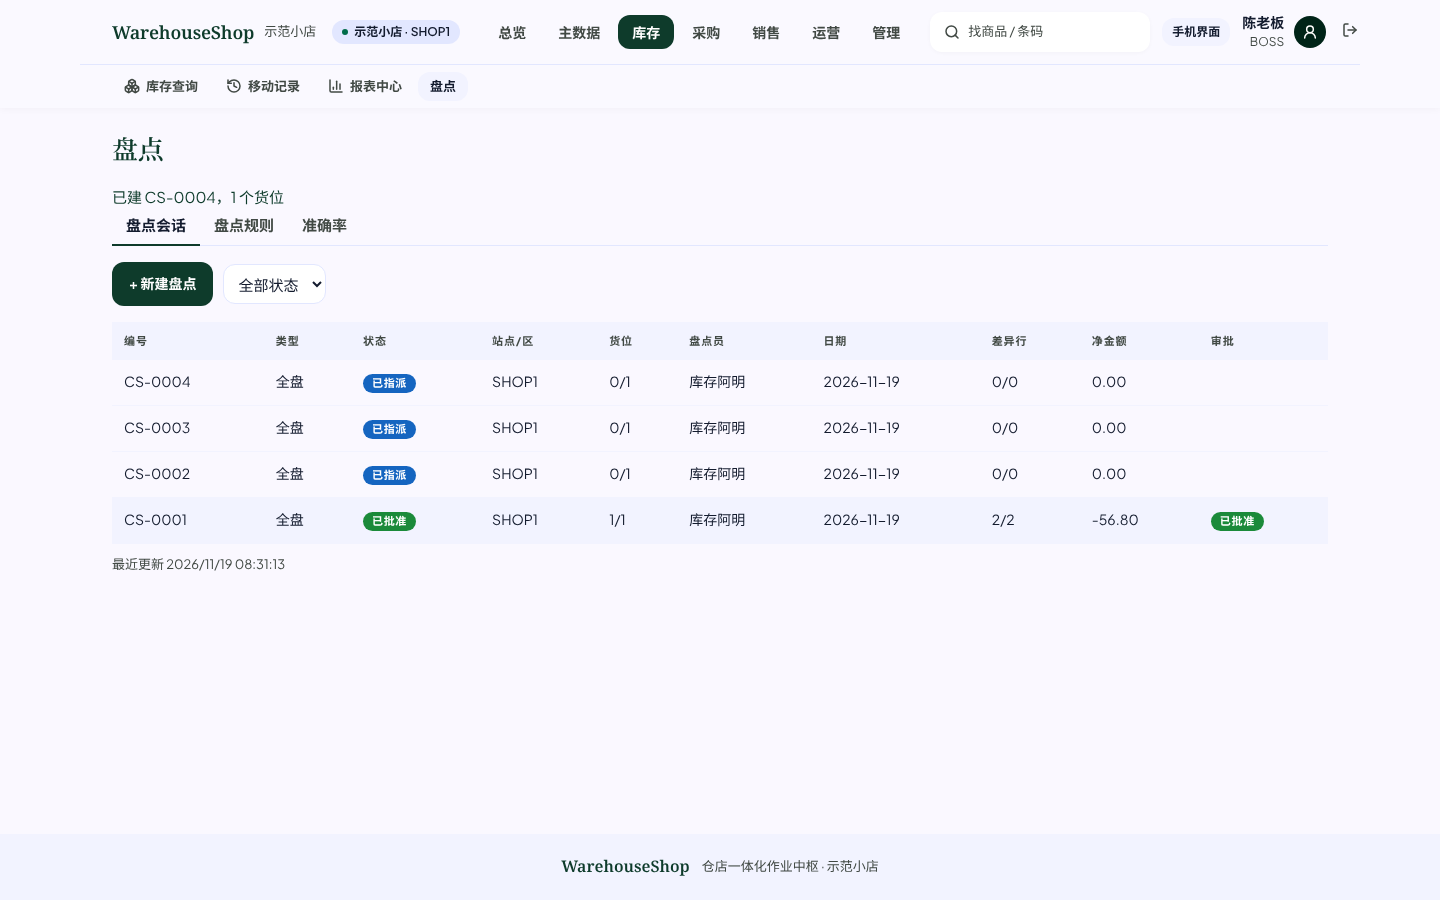 WarehouseShop 示范小店 示范小店 · SHOP1 总览 主数据 库存 采购 销售 运营 管理 找商品 / 条码 手机界面 陈老板
BOSS
库存查询 移动记录 报表中心 盘点
盘点
已建 CS-0004，1 个货位
盘点会话 盘点规则 准确率
+ 新建盘点 全部状态
编号 类型 状态 站点/区 货位 盘点员 日期 差异行 净金额 审批
CS-0004 全盘 已指派 SHOP1 0/1 库存阿明 2026-11-19 0/0 0.00
CS-0003 全盘 已指派 SHOP1 0/1 库存阿明 2026-11-19 0/0 0.00
CS-0002 全盘 已指派 SHOP1 0/1 库存阿明 2026-11-19 0/0 0.00
CS-0001 全盘 已批准 SHOP1 1/1 库存阿明 2026-11-19 2/2 -56.80 已批准
最近更新 2026/11/19 08:31:13
WarehouseShop 仓店一体化作业中枢 · 示范小店